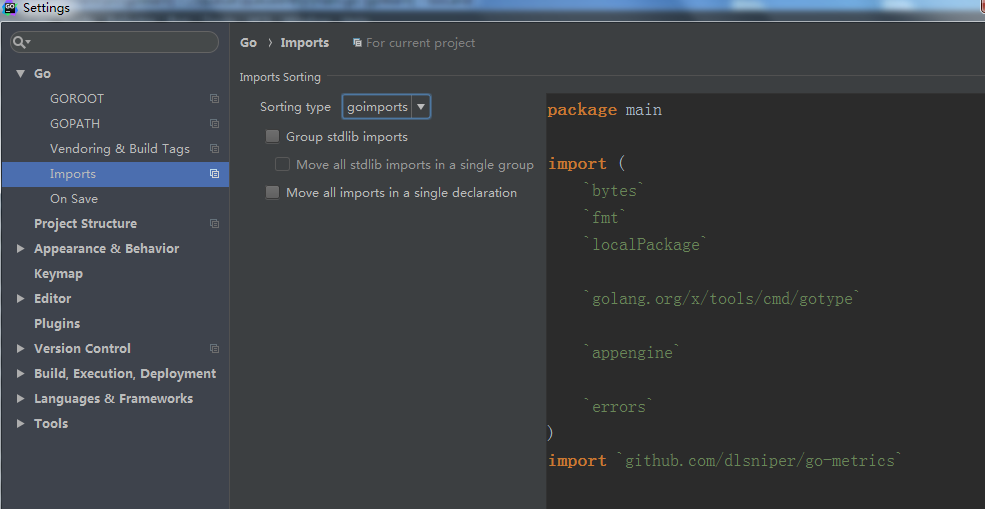 GO Settings
Go
GOROOT
GOPATH
Vendoring & Build Tags
Imports
On Save
Project Structure
Appearance & Behavior
Keymap
Editor
Plugins
Version Control
Build, Execution, Deployment
Languages & Frameworks
Tools
Go › Imports For current project
Imports Sorting
Sorting type goimports
Group stdlib imports
Move all stdlib imports in a single group
Move all imports in a single declaration
package main
import (
`bytes`
`fmt`
`localPackage`
`golang.org/x/tools/cmd/gotype`
`appengine`
`errors`
)
import `github.com/dlsniper/go-metrics`